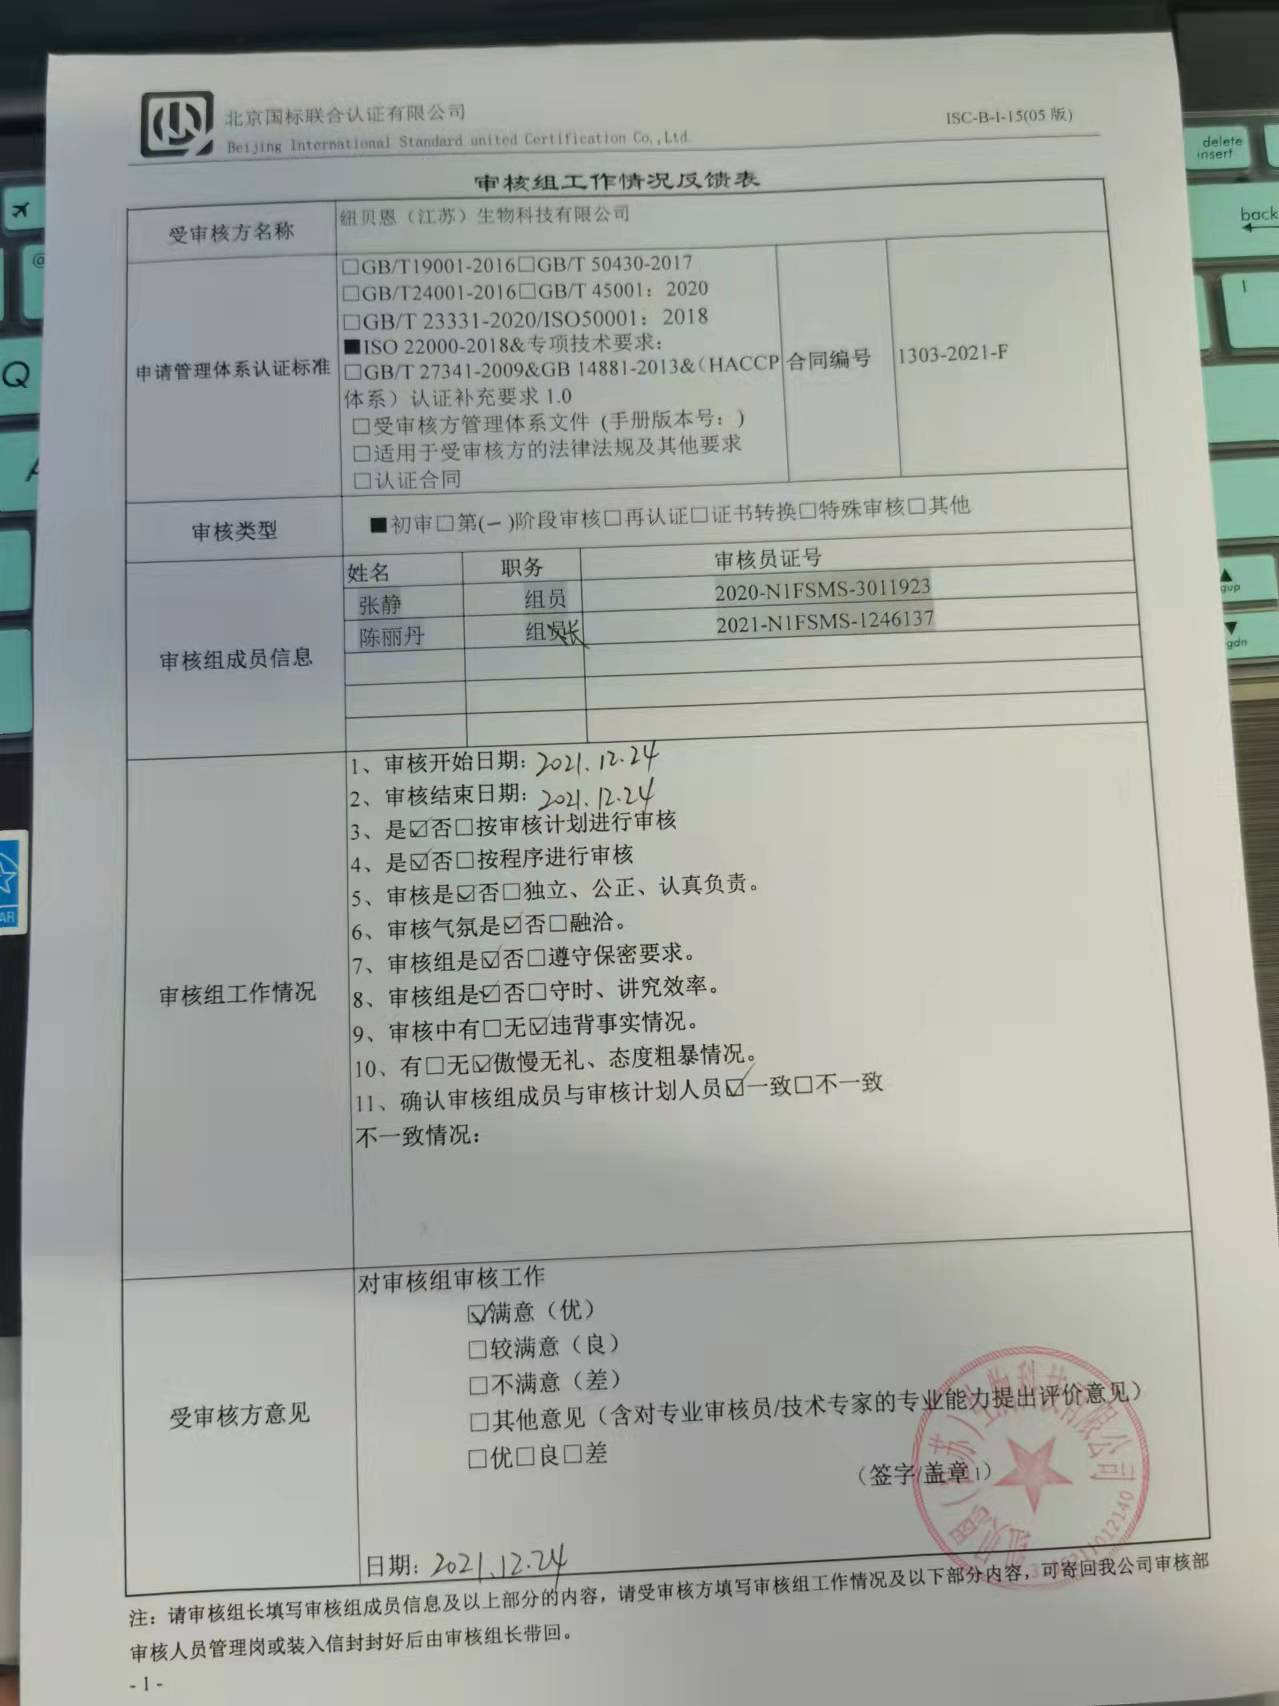 北京国标联合认证有限公司
Beijing International Standard united Certification Co.,Ltd.
ISC-B-I-15(05 版)
审核组工作情况反馈表
受审核方名称
纽贝恩（江苏）生物科技有限公司
申请管理体系认证标准
□GB/T19001-2016□GB/T 50430-2017
□GB/T24001-2016□GB/T 45001：2020
□GB/T 23331-2020/ISO50001：2018
■ISO 22000-2018&专项技术要求：
□GB/T 27341-2009&GB 14881-2013&（HACCP
体系）认证补充要求 1.0
□受审核方管理体系文件（手册版本号：）
□适用于受审核方的法律法规及其他要求
□认证合同
合同编号
1303-2021-F
审核类型
■初审□第(一)阶段审核□再认证□证书转换□特殊审核□其他
审核组成员信息
姓名 职务 审核员证号
张静 组员 2020-N1FSMS-3011923
陈丽丹 组员长 2021-N1FSMS-1246137
审核组工作情况
1、审核开始日期：2021.12.24
2、审核结束日期：2021.12.24
3、是☑否□按审核计划进行审核
4、是☑否□按程序进行审核
5、审核是☑否□独立、公正、认真负责。
6、审核气氛是☑否□融洽。
7、审核组是☑否□遵守保密要求。
8、审核组是☑否□守时、讲究效率。
9、审核中有□无☑违背事实情况。
10、有□无☑傲慢无礼、态度粗暴情况。
11、确认审核组成员与审核计划人员☑一致□不一致
不一致情况：
受审核方意见
对审核组审核工作
☑满意（优）
□较满意（良）
□不满意（差）
□其他意见（含对专业审核员/技术专家的专业能力提出评价意见）
□优□良□差
（签字/盖章）
纽贝恩（江苏）生物科技有限公司
日期：2021.12.24
注：请审核组长填写审核组成员信息及以上部分的内容，请受审核方填写审核组工作情况及以下部分内容，可寄回我公司审核部
审核人员管理岗或装入信封封好后由审核组长带回。
- 1 -
delete
insert
back
Q